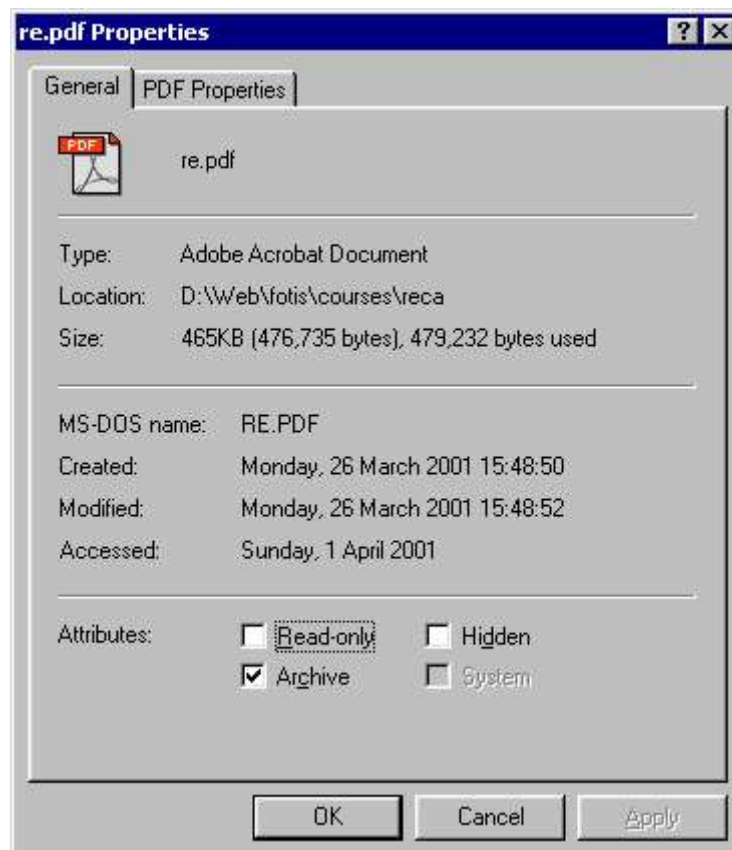 re.pdf Properties
General PDF Properties
PDF
re.pdf
Type: Adobe Acrobat Document
Location: D:\Web\fotis\courses\reca
Size: 465KB (476,735 bytes), 479,232 bytes used
MS-DOS name: RE.PDF
Created: Monday, 26 March 2001 15:48:50
Modified: Monday, 26 March 2001 15:48:52
Accessed: Sunday, 1 April 2001
Attributes: Read-only Hidden
Archive System
OK Cancel Apply